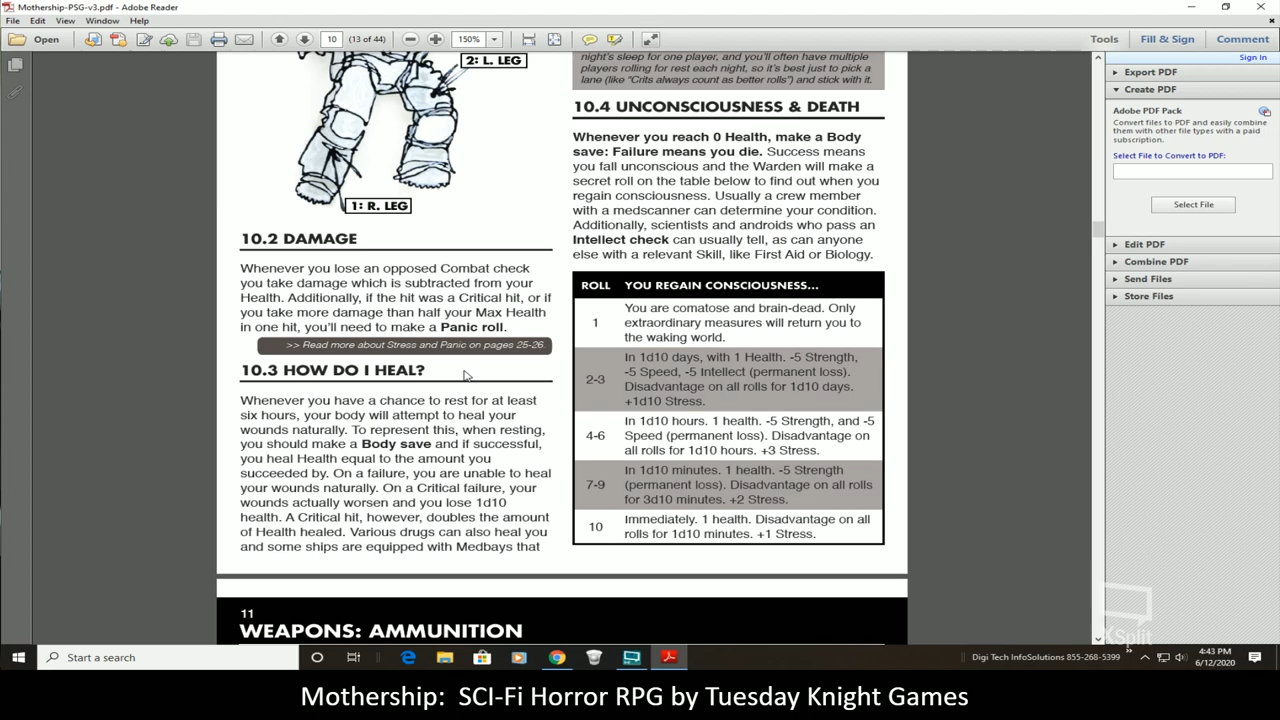 Mothership-PSG-v3.pdf - Adobe Reader
File Edit View Window Help
Open 10 (13 of 44) 150% Tools Fill & Sign Comment
Sign In
Export PDF
Create PDF
Adobe PDF Pack
Convert files to PDF and easily combine
them with other file types with a paid
subscription.
Select File to Convert to PDF:
Select File
Edit PDF
Combine PDF
Send Files
Store Files
2: L. LEG
1: R. LEG
10.2 DAMAGE
Whenever you lose an opposed Combat check
you take damage which is subtracted from your
Health. Additionally, if the hit was a Critical hit, or if
you take more damage than half your Max Health
in one hit, you'll need to make a Panic roll.
>> Read more about Stress and Panic on pages 25-26.
10.3 HOW DO I HEAL?
Whenever you have a chance to rest for at least
six hours, your body will attempt to heal your
wounds naturally. To represent this, when resting,
you should make a Body save and if successful,
you heal Health equal to the amount you
succeeded by. On a failure, you are unable to heal
your wounds naturally. On a Critical failure, your
wounds actually worsen and you lose 1d10
health. A Critical hit, however, doubles the amount
of Health healed. Various drugs can also heal you
and some ships are equipped with Medbays that
night's sleep for one player, and you'll often have multiple
players rolling for rest each night, so it's best just to pick a
lane (like "Crits always count as better rolls") and stick with it.
10.4 UNCONSCIOUSNESS & DEATH
Whenever you reach 0 Health, make a Body
save: Failure means you die. Success means
you fall unconscious and the Warden will make a
secret roll on the table below to find out when you
regain consciousness. Usually a crew member
with a medscanner can determine your condition.
Additionally, scientists and androids who pass an
Intellect check can usually tell, as can anyone
else with a relevant Skill, like First Aid or Biology.
ROLL YOU REGAIN CONSCIOUSNESS...
You are comatose and brain-dead. Only
1 extraordinary measures will return you to
the waking world.
In 1d10 days, with 1 Health. -5 Strength,
2-3 -5 Speed, -5 Intellect (permanent loss).
Disadvantage on all rolls for 1d10 days.
+1d10 Stress.
In 1d10 hours. 1 health. -5 Strength, and -5
4-6 Speed (permanent loss). Disadvantage on
all rolls for 1d10 hours. +3 Stress.
In 1d10 minutes. 1 health. -5 Strength
7-9 (permanent loss). Disadvantage on all rolls
for 3d10 minutes. +2 Stress.
10 Immediately. 1 health. Disadvantage on all
rolls for 1d10 minutes. +1 Stress.
11
WEAPONS: AMMUNITION
XSplit
Start a search
Digi Tech InfoSolutions 855-268-5399
4:43 PM
6/12/2020
Mothership: SCI-Fi Horror RPG by Tuesday Knight Games